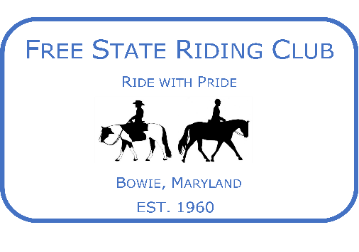 FREE STATE RIDING CLUB
RIDE WITH PRIDE
BOWIE, MARYLAND
EST. 1960